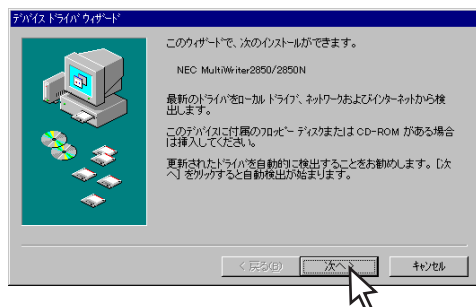 デバイス ドライバ ウィザード
このウィザードで、次のインストールができます。
NEC MultiWriter2850/2850N
最新のドライバをローカル ドライブ、ネットワークおよびインターネットから検
出します。
このデバイスに付属のフロッピー ディスクまたは CD-ROM がある場合
は挿入してください。
更新されたドライバを自動的に検出することをお勧めします。[次
へ] をクリックすると自動検出が始まります。
< 戻る(B)
次へ >
キャンセル